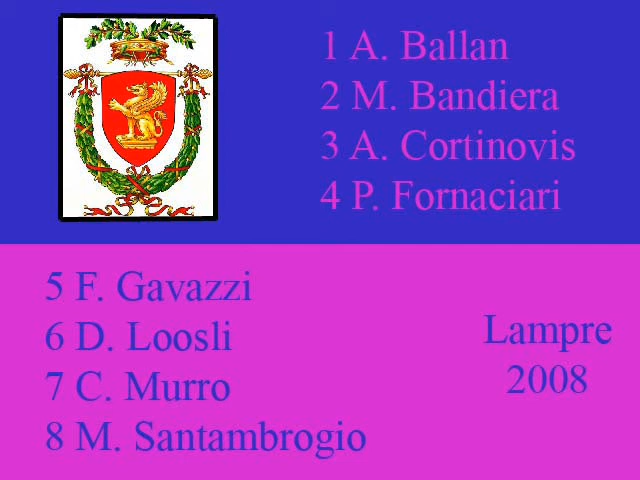 1 A. Ballan
2 M. Bandiera
3 A. Cortinovis
4 P. Fornaciari
5 F. Gavazzi
6 D. Loosli
7 C. Murro
8 M. Santambrogio
Lampre
2008